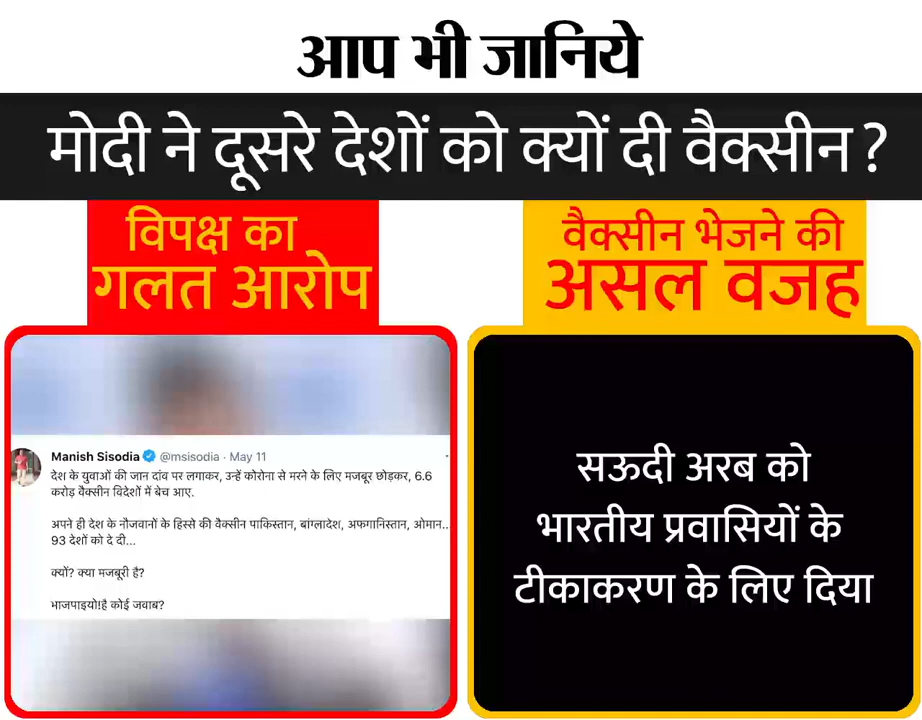 आप भी जानिये
मोदी ने दूसरे देशों को क्यों दी वैक्सीन ?
विपक्ष का
गलत आरोप
Manish Sisodia @msisodia · May 11
देश के युवाओं की जान दांव पर लगाकर, उन्हें कोरोना से मरने के लिए मजबूर छोड़कर, 6.6
करोड़ वैक्सीन विदेशों में बेच आए.
अपने ही देश के नौजवानों के हिस्से की वैक्सीन पाकिस्तान, बांग्लादेश, अफगानिस्तान, ओमान...
93 देशों को दे दी...
क्यों? क्या मजबूरी है?
भाजपाइयो!है कोई जवाब?
वैक्सीन भेजने की
असल वजह
सऊदी अरब को
भारतीय प्रवासियों के
टीकाकरण के लिए दिया